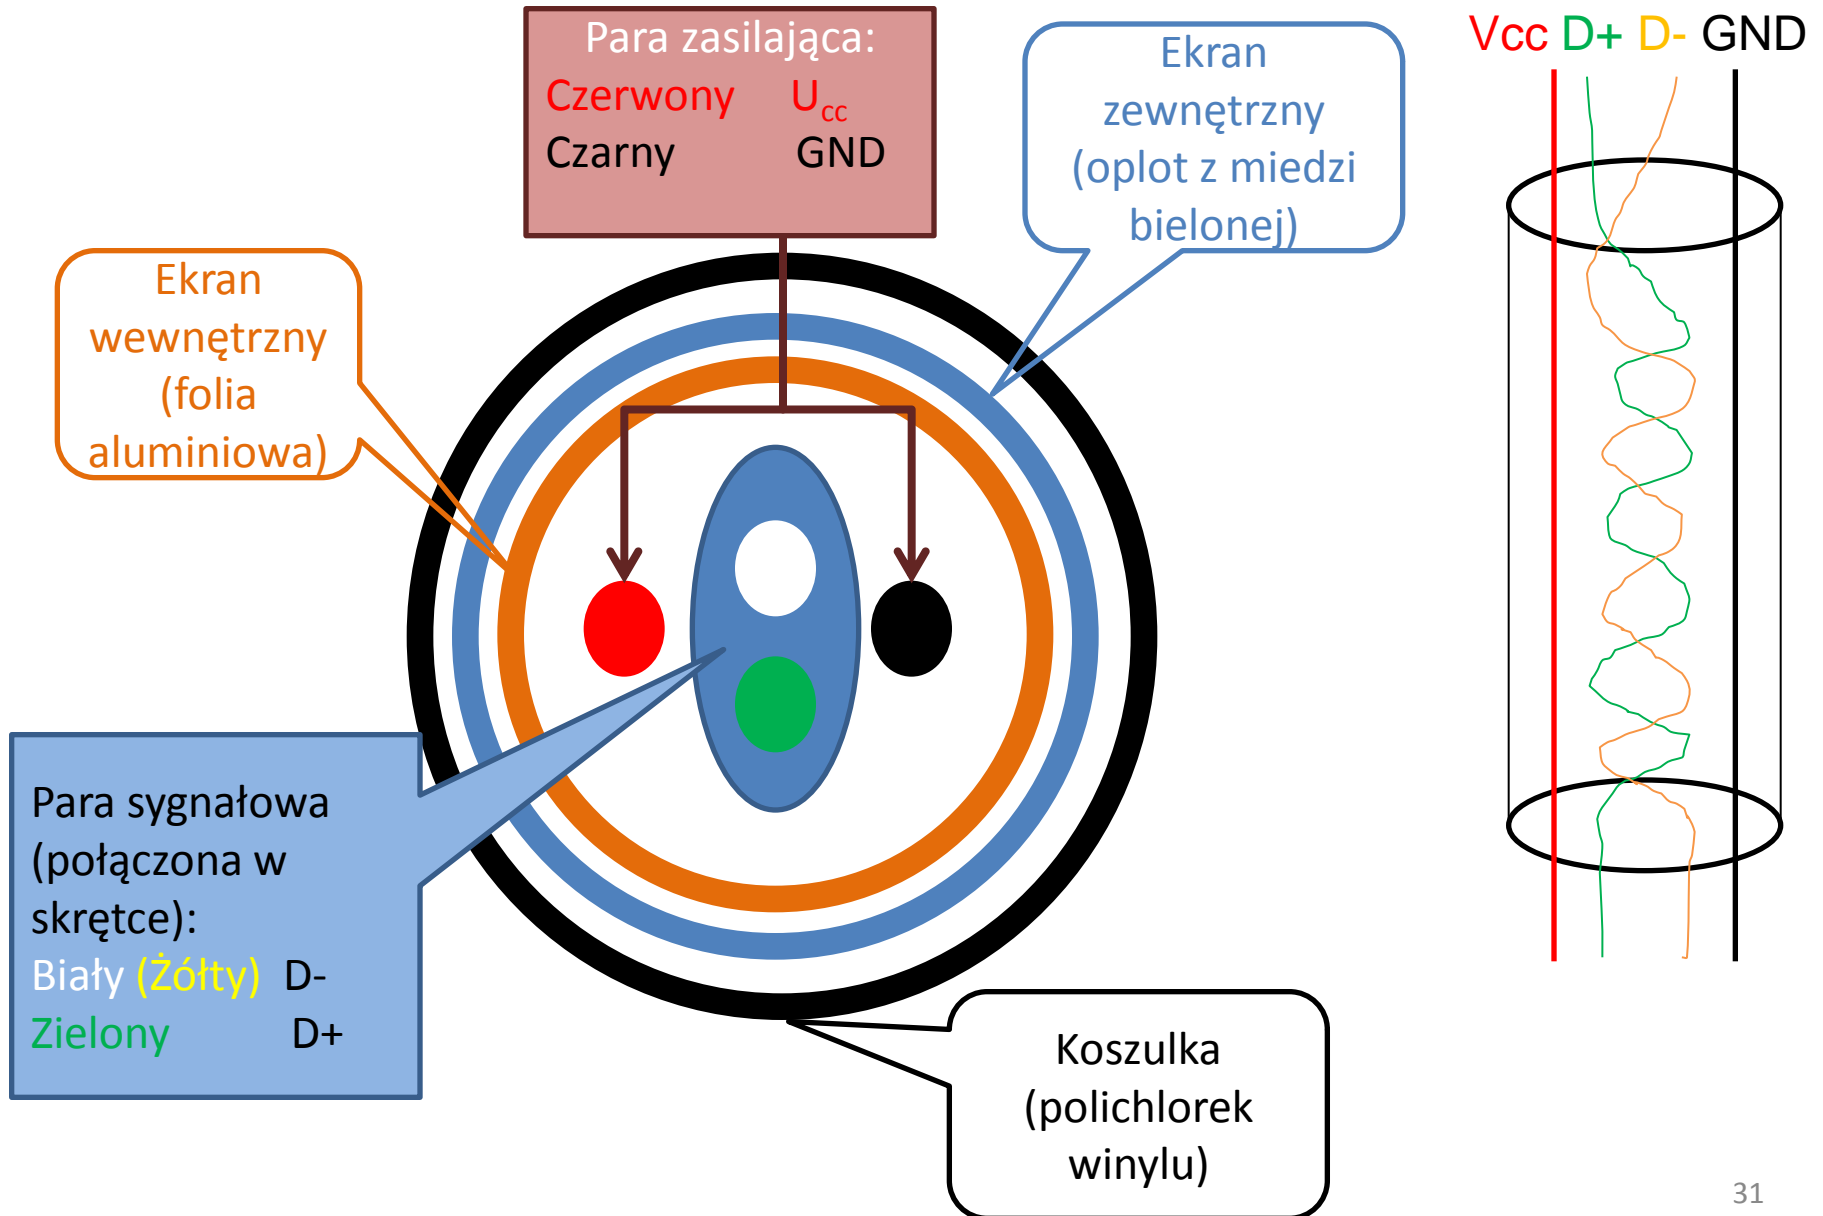 Para zasilająca:
Czerwony Ucc
Czarny GND
Ekran
zewnętrzny
(oplot z miedzi
bielonej)
Vcc D+ D- GND
Ekran
wewnętrzny
(folia
aluminiowa)
Para sygnałowa
(połączona w
skrętce):
Biały (Żółty) D-
Zielony D+
Koszulka
(polichlorek
winylu)
31